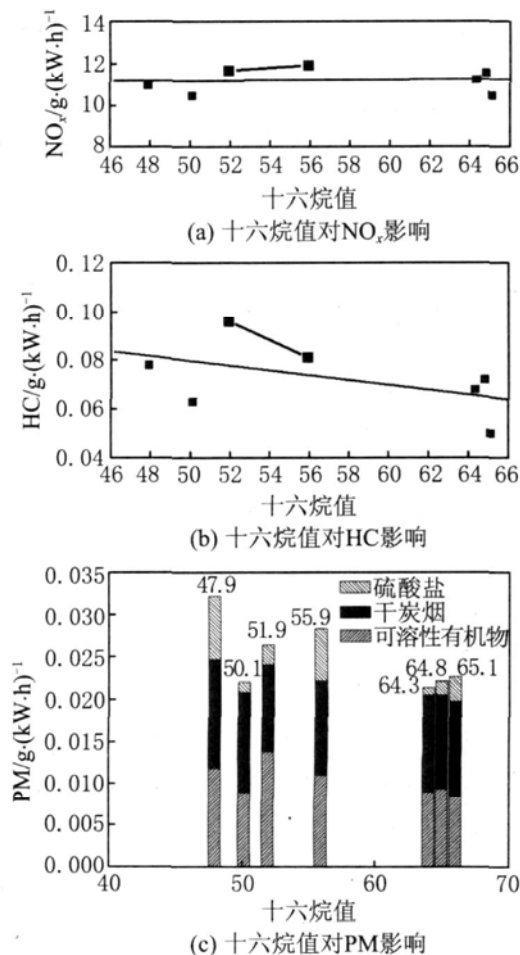 14
12
10
8
NOx/g·(kW·h)⁻¹
46 48 50 52 54 56 58 60 62 64 66
十六烷值
(a) 十六烷值对NOx影响
0.12
0.10
0.08
0.06
0.04
HC/g·(kW·h)⁻¹
46 48 50 52 54 56 58 60 62 64 66
十六烷值
(b) 十六烷值对HC影响
0.035
0.030
0.025
0.020
0.015
0.010
0.005
0.000
PM/g·(kW·h)⁻¹
47.9
50.1
51.9
55.9
64.3
64.8
65.1
硫酸盐
干炭烟
可溶性有机物
40 50 60 70
十六烷值
(c) 十六烷值对PM影响